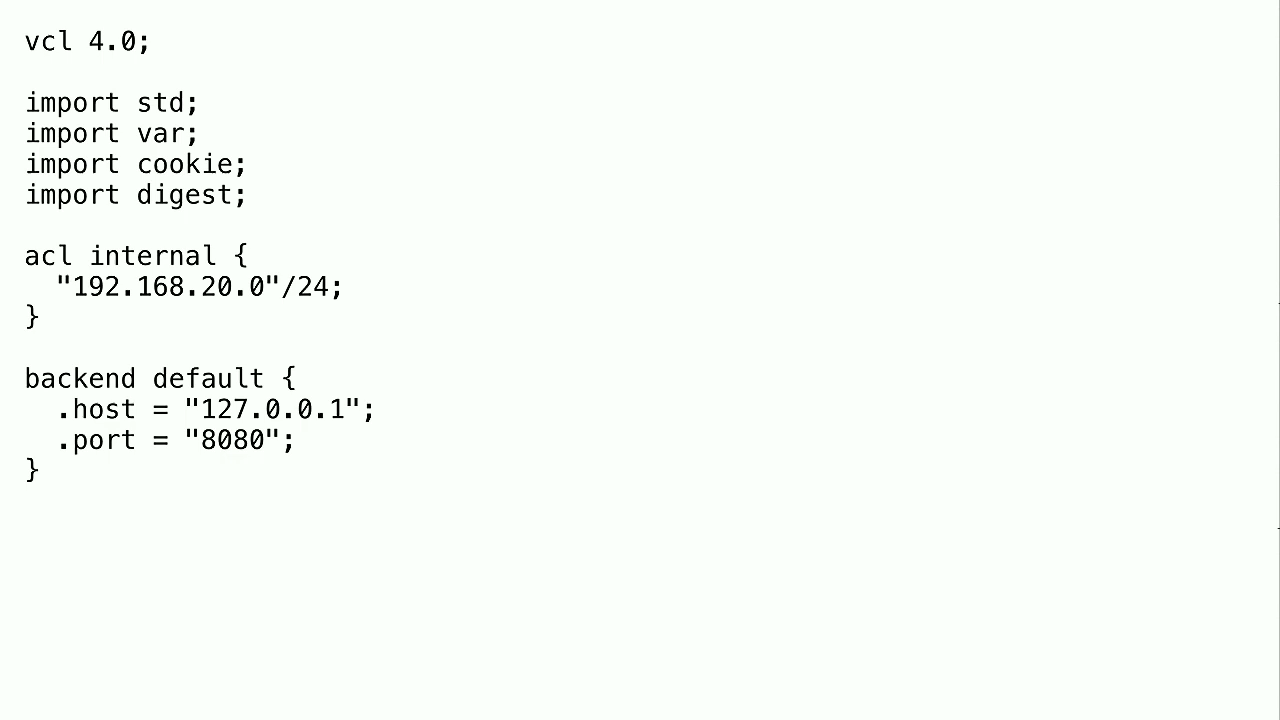 vcl 4.0;
import std;
import var;
import cookie;
import digest;
acl internal {
  "192.168.20.0"/24;
}
backend default {
  .host = "127.0.0.1";
  .port = "8080";
}